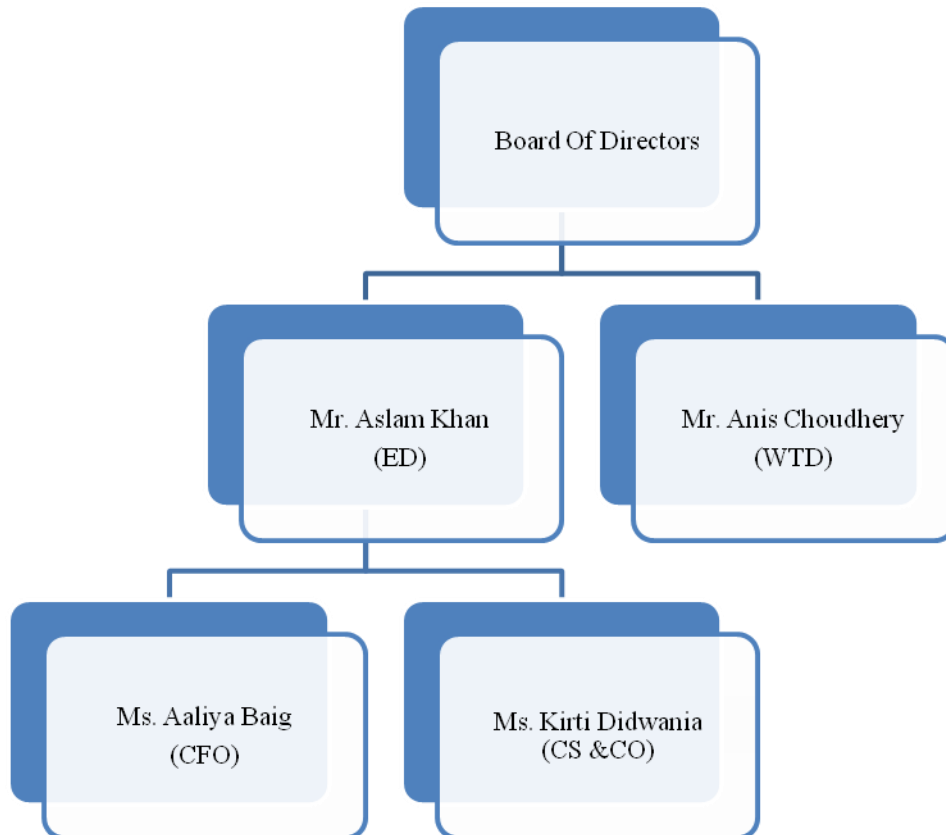 Board Of Directors
Mr. Aslam Khan
(ED)
Mr. Anis Choudhery
(WTD)
Ms. Aaliya Baig
(CFO)
Ms. Kirti Didwania
(CS &CO)